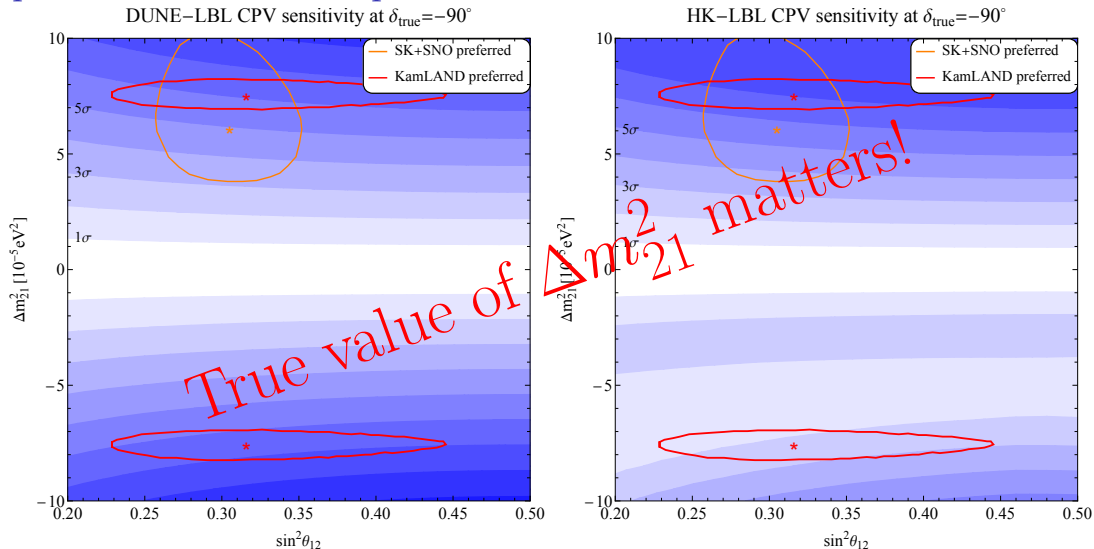 DUNE−LBL CPV sensitivity at δtrue=−90°
SK+SNO preferred
KamLAND preferred
10
5
0
−5
−10
5σ
3σ
1σ
Δm²21 [10⁻⁵eV²]
0.20 0.25 0.30 0.35 0.40 0.45 0.50
sin²θ12
HK−LBL CPV sensitivity at δtrue=−90°
SK+SNO preferred
KamLAND preferred
10
5
0
−5
−10
5σ
3σ
1σ
Δm²21 [10⁻⁵eV²]
0.20 0.25 0.30 0.35 0.40 0.45 0.50
sin²θ12
True value of Δm²21 matters!